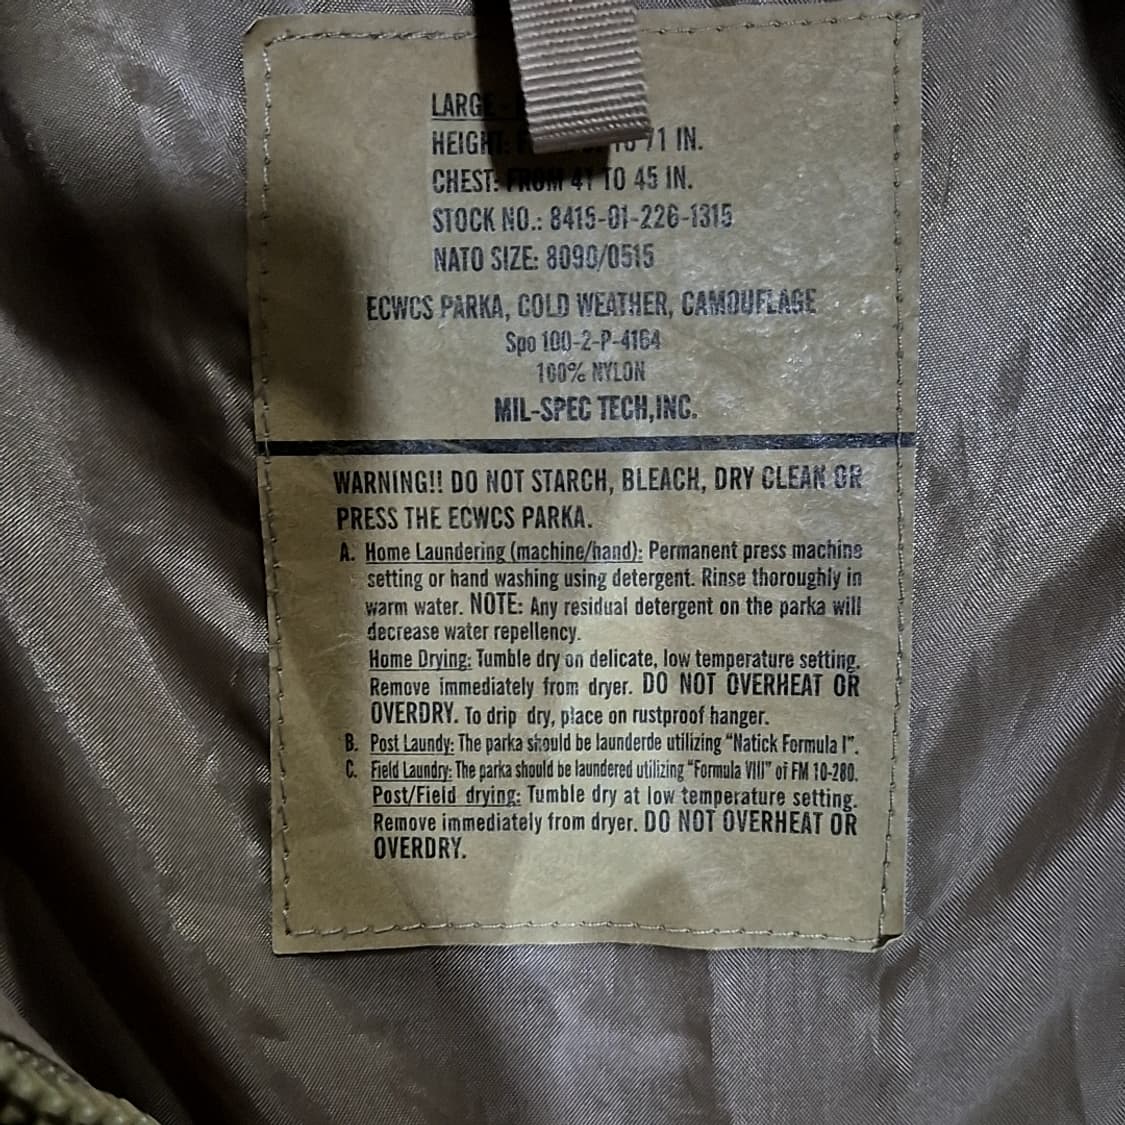 LARGE -
HEIGHT: TO 71 IN.
CHEST: FROM 41 TO 45 IN.
STOCK NO.: 8415-01-226-1315
NATO SIZE: 8090/0515
ECWCS PARKA, COLD WEATHER, CAMOUFLAGE
Spo 100-2-P-4164
100% NYLON
MIL-SPEC TECH,INC.
WARNING!! DO NOT STARCH, BLEACH, DRY CLEAN OR
PRESS THE ECWCS PARKA.
A. Home Laundering (machine/hand): Permanent press machine
setting or hand washing using detergent. Rinse thoroughly in
warm water. NOTE: Any residual detergent on the parka will
decrease water repellency.
Home Drying: Tumble dry on delicate, low temperature setting.
Remove immediately from dryer. DO NOT OVERHEAT OR
OVERDRY. To drip dry, place on rustproof hanger.
B. Post Laundy: The parka should be launderde utilizing "Natick Formula I".
C. Field Laundry: The parka should be laundered utilizing "Formula VIII" of FM 10-280.
Post/Field drying: Tumble dry at low temperature setting.
Remove immediately from dryer. DO NOT OVERHEAT OR
OVERDRY.